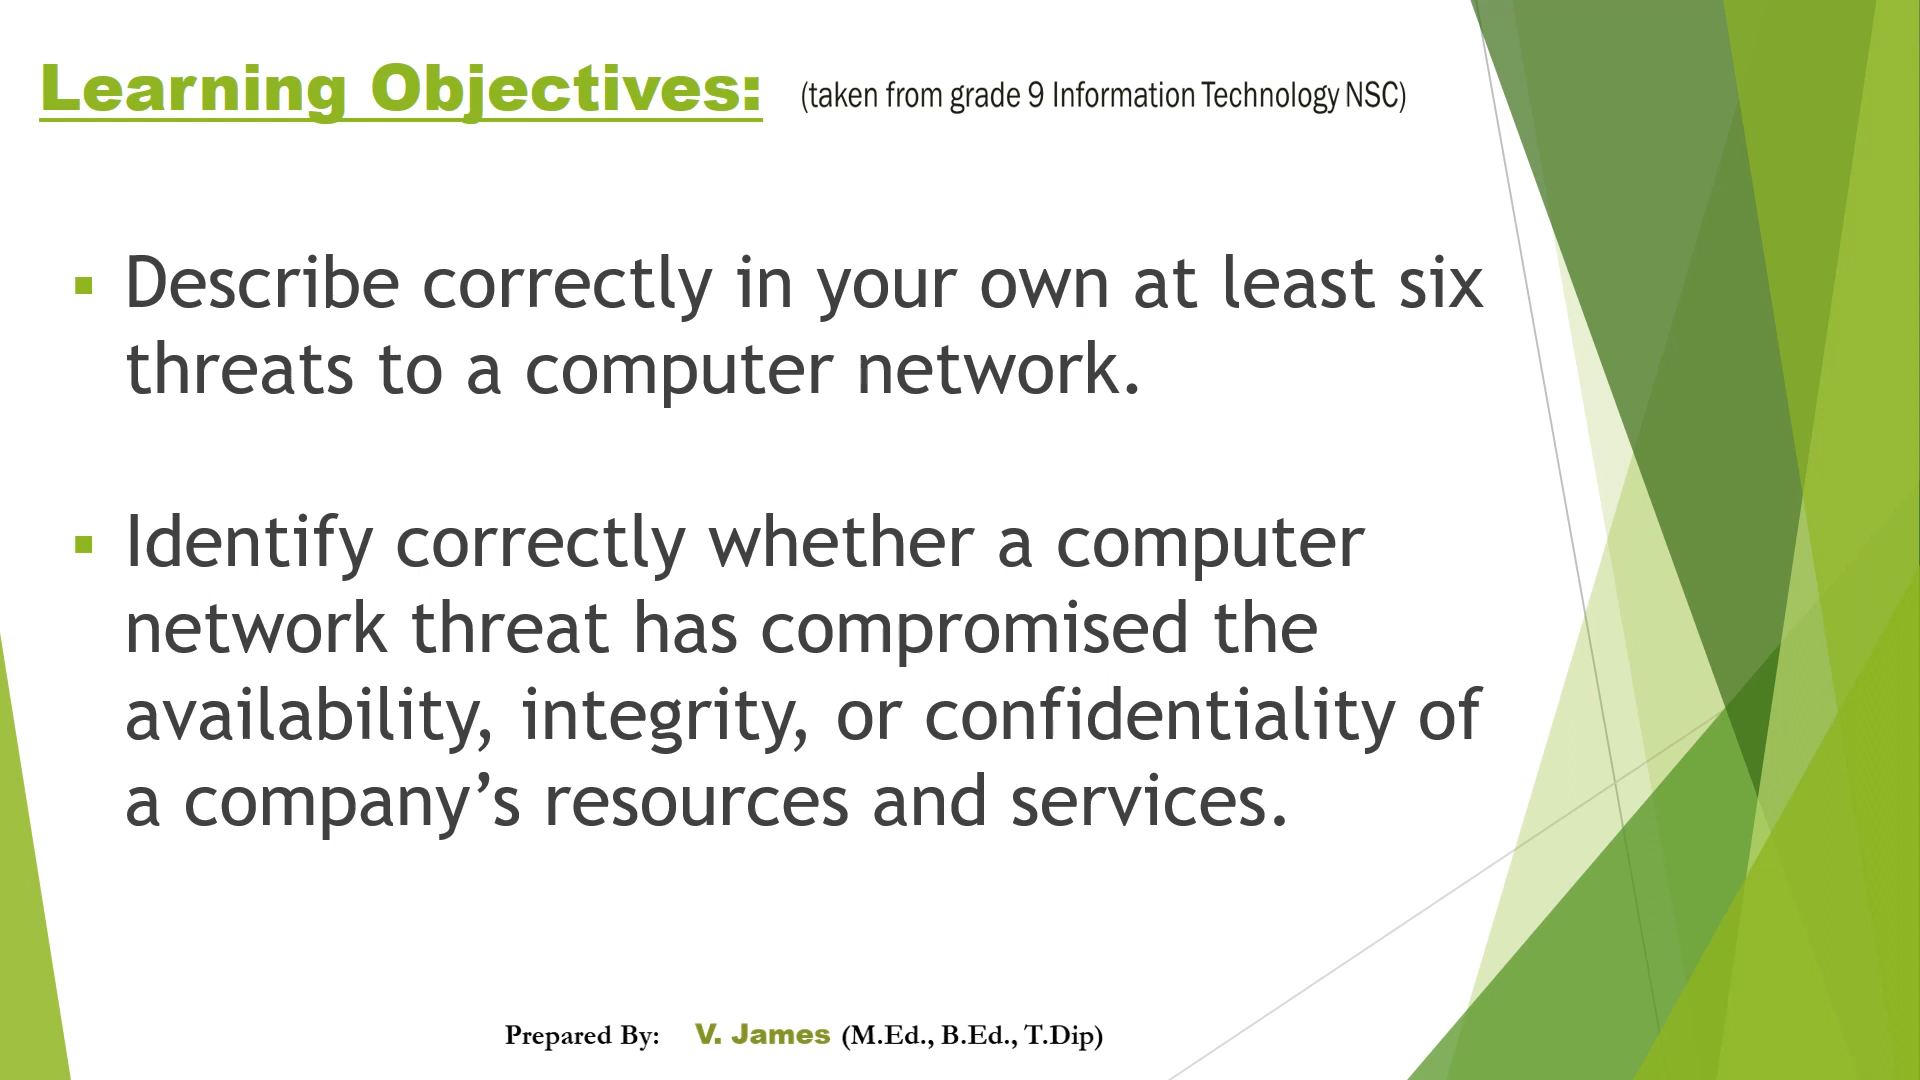 Learning Objectives: (taken from grade 9 Information Technology NSC)
▪ Describe correctly in your own at least six
threats to a computer network.
▪ Identify correctly whether a computer
network threat has compromised the
availability, integrity, or confidentiality of
a company’s resources and services.
Prepared By: V. James (M.Ed., B.Ed., T.Dip)